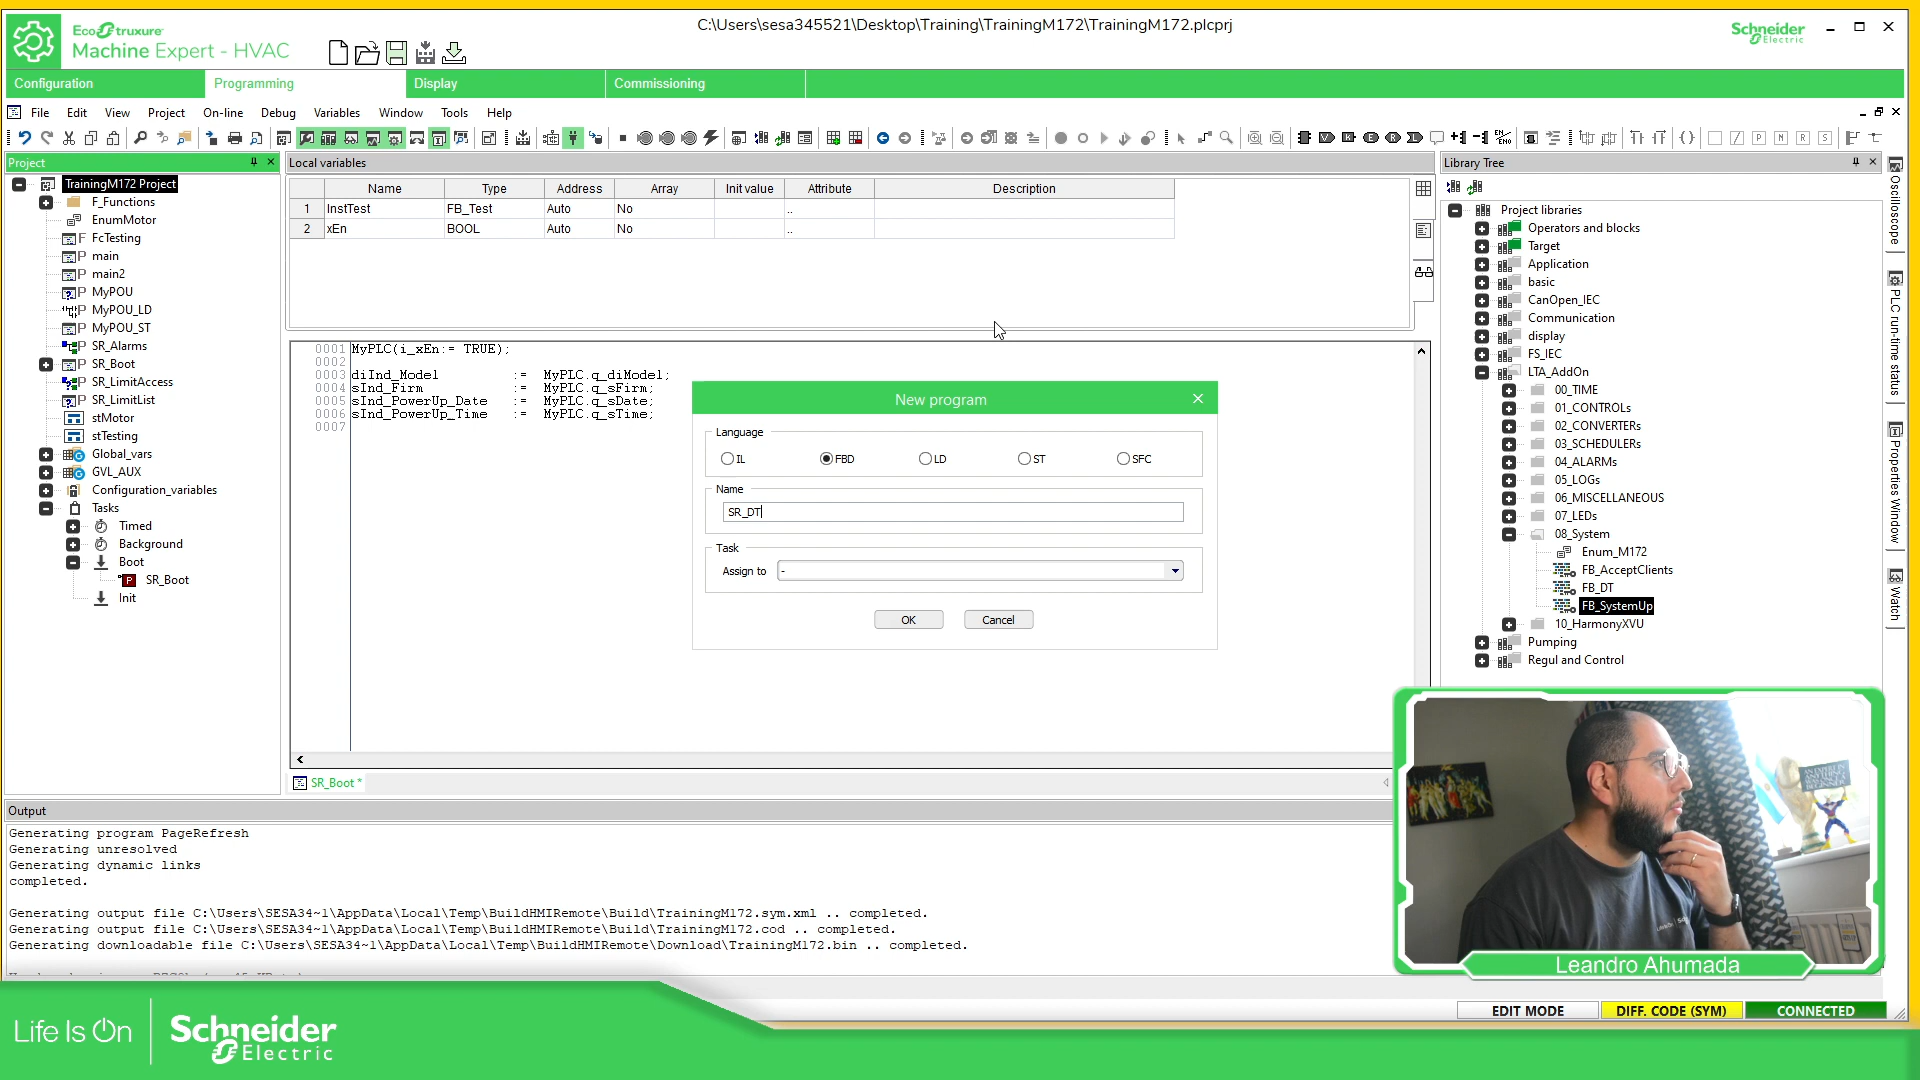 C:\Users\sesa345521\Desktop\Training\TrainingM172\TrainingM172.plcprj
EcoStruxure
Machine Expert - HVAC
Schneider
Electric
Configuration
Programming
Display
Commissioning
File Edit View Project On-line Debug Variables Window Tools Help
Project
TrainingM172 Project
F_Functions
EnumMotor
F FcTesting
P main
P main2
P MyPOU
P MyPOU_LD
P MyPOU_ST
P SR_Alarms
P SR_Boot
P SR_LimitAccess
P SR_LimitList
stMotor
stTesting
Global_vars
GVL_AUX
Configuration_variables
Tasks
Timed
Background
Boot
P SR_Boot
Init
Local variables
Name Type Address Array Init value Attribute Description
1 InstTest FB_Test Auto No ..
2 xEn BOOL Auto No ..
0001 MyPLC(i_xEn:= TRUE);
0002
0003 diInd_Model := MyPLC.q_diModel;
0004 sInd_Firm := MyPLC.q_sFirm;
0005 sInd_PowerUp_Date := MyPLC.q_sDate;
0006 sInd_PowerUp_Time := MyPLC.q_sTime;
0007
New program
Language
IL FBD LD ST SFC
Name
SR_DT
Task
Assign to -
OK Cancel
SR_Boot *
Library Tree
Project libraries
Operators and blocks
Target
Application
basic
CanOpen_IEC
Communication
display
FS_IEC
LTA_AddOn
00_TIME
01_CONTROLs
02_CONVERTERs
03_SCHEDULERs
04_ALARMs
05_LOGs
06_MISCELLANEOUS
07_LEDs
08_System
Enum_M172
FB_AcceptClients
FB_DT
FB_SystemUp
10_HarmonyXVU
Pumping
Regul and Control
Oscilloscope
PLC run-time status
Properties Window
Watch
Output
Generating program PageRefresh
Generating unresolved
Generating dynamic links
completed.
Generating output file C:\Users\SESA34~1\AppData\Local\Temp\BuildHMIRemote\Build\TrainingM172.sym.xml .. completed.
Generating output file C:\Users\SESA34~1\AppData\Local\Temp\BuildHMIRemote\Build\TrainingM172.cod .. completed.
Generating downloadable file C:\Users\SESA34~1\AppData\Local\Temp\BuildHMIRemote\Download\TrainingM172.bin .. completed.
Leandro Ahumada
EDIT MODE DIFF. CODE (SYM) CONNECTED
Life Is On
Schneider
Electric